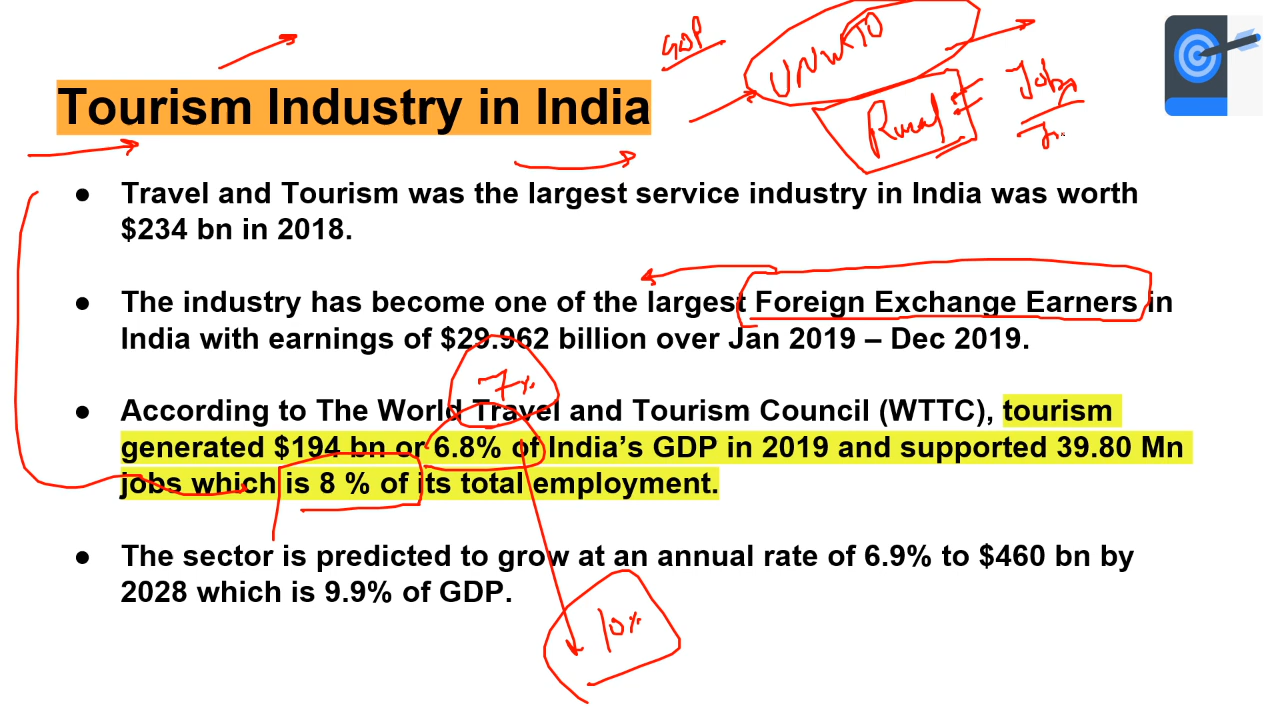 GDP
UNWTO
Tourism Industry in India
Rural
Jobs
● Travel and Tourism was the largest service industry in India was worth
$234 bn in 2018.
● The industry has become one of the largest Foreign Exchange Earners in
India with earnings of $29.962 billion over Jan 2019 – Dec 2019.
7%
● According to The World Travel and Tourism Council (WTTC), tourism
generated $194 bn or 6.8% of India’s GDP in 2019 and supported 39.80 Mn
jobs which is 8 % of its total employment.
● The sector is predicted to grow at an annual rate of 6.9% to $460 bn by
2028 which is 9.9% of GDP.
10%